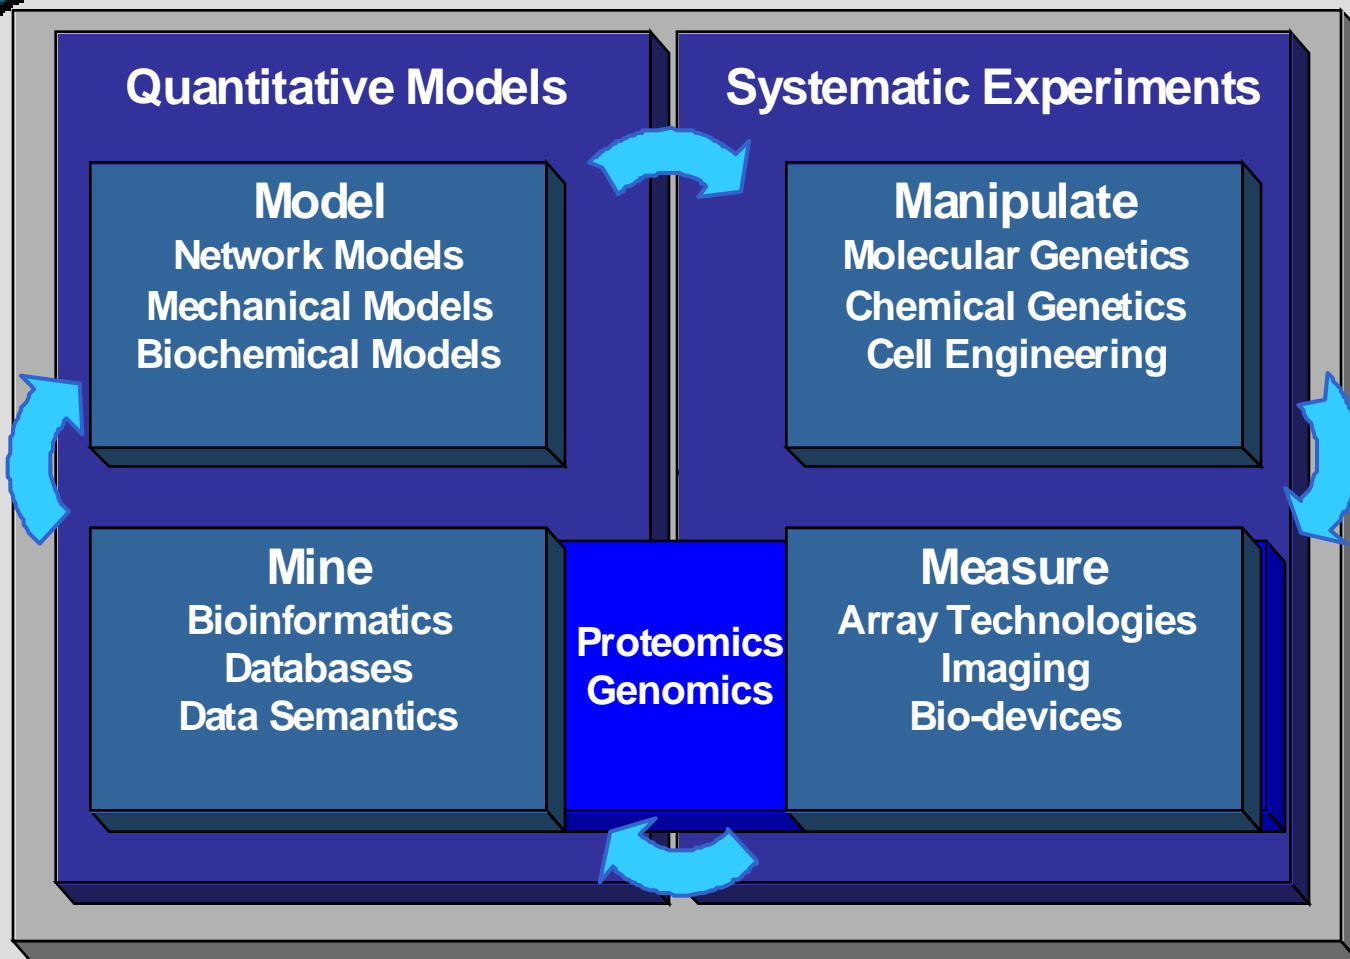 Quantitative Models
Systematic Experiments
Model
Network Models
Mechanical Models
Biochemical Models
Manipulate
Molecular Genetics
Chemical Genetics
Cell Engineering
Mine
Bioinformatics
Databases
Data Semantics
Proteomics
Genomics
Measure
Array Technologies
Imaging
Bio-devices